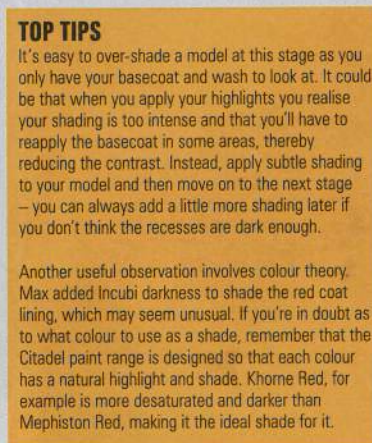 TOP TIPS
It's easy to over-shade a model at this stage as you
only have your basecoat and wash to look at. It could
be that when you apply your highlights you realise
your shading is too intense and that you'll have to
reapply the basecoat in some areas, thereby
reducing the contrast. Instead, apply subtle shading
to your model and then move on to the next stage
– you can always add a little more shading later if
you don't think the recesses are dark enough.
Another useful observation involves colour theory.
Max added Incubi darkness to shade the red coat
lining, which may seem unusual. If you're in doubt as
to what colour to use as a shade, remember that the
Citadel paint range is designed so that each colour
has a natural highlight and shade. Khorne Red, for
example is more desaturated and darker than
Mephiston Red, making it the ideal shade for it.